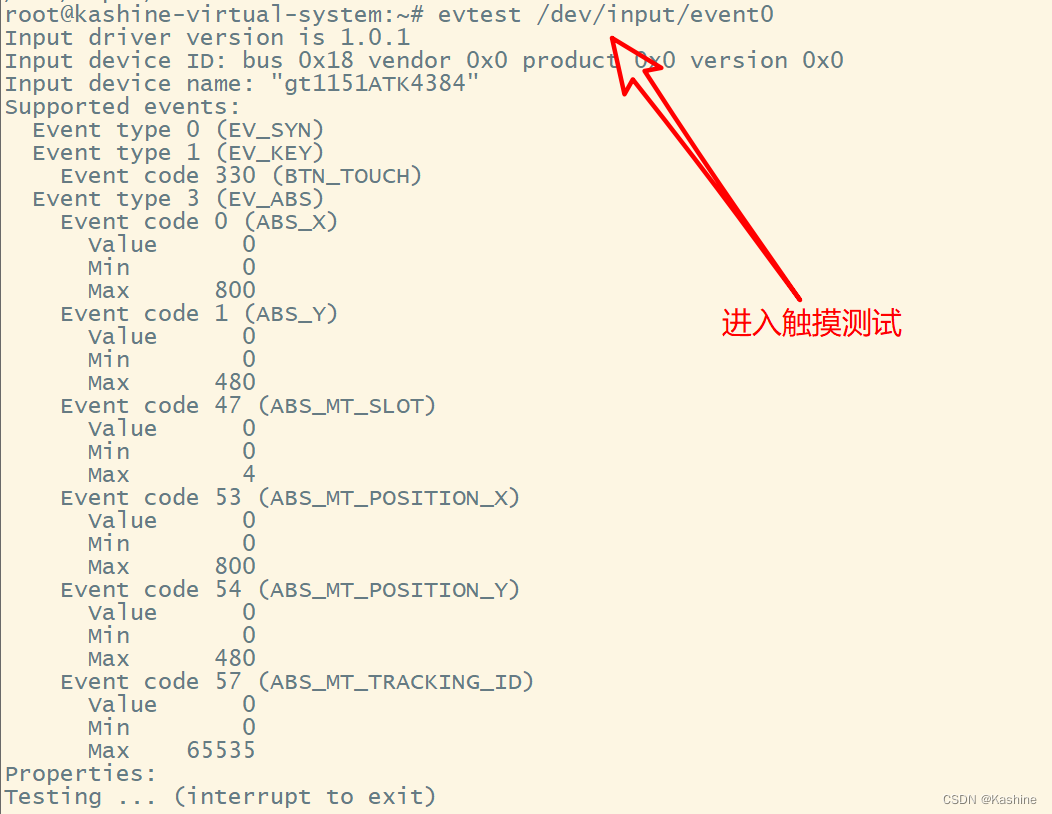 root@kashine-virtual-system:~# evtest /dev/input/event0
Input driver version is 1.0.1
Input device ID: bus 0x18 vendor 0x0 product 0x0 version 0x0
Input device name: "gt1151ATK4384"
Supported events:
  Event type 0 (EV_SYN)
  Event type 1 (EV_KEY)
    Event code 330 (BTN_TOUCH)
  Event type 3 (EV_ABS)
    Event code 0 (ABS_X)
      Value      0
      Min        0
      Max      800
    Event code 1 (ABS_Y)
      Value      0
      Min        0
      Max      480
    Event code 47 (ABS_MT_SLOT)
      Value      0
      Min        0
      Max        4
    Event code 53 (ABS_MT_POSITION_X)
      Value      0
      Min        0
      Max      800
    Event code 54 (ABS_MT_POSITION_Y)
      Value      0
      Min        0
      Max      480
    Event code 57 (ABS_MT_TRACKING_ID)
      Value      0
      Min        0
      Max    65535
Properties:
Testing ... (interrupt to exit)
进入触摸测试
CSDN @Kashine